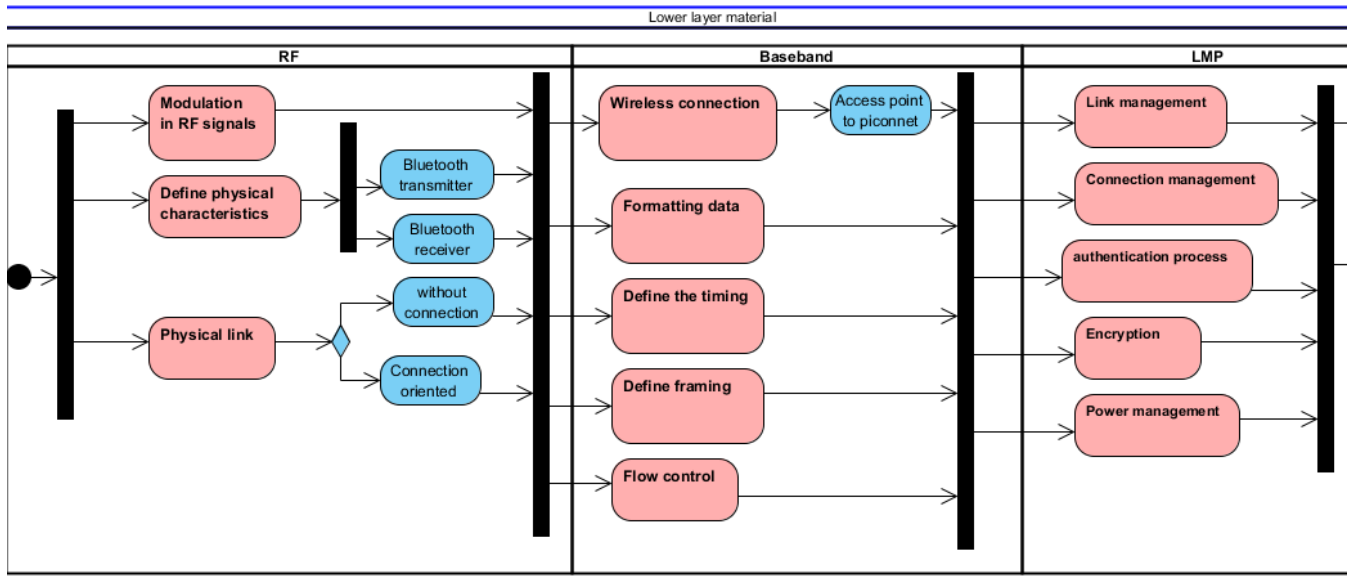 Lower layer material
RF
Baseband
LMP
Modulation
in RF signals
Define physical
characteristics
Bluetooth
transmitter
Bluetooth
receiver
Physical link
without
connection
Connection
oriented
Wireless connection
Access point
to piconnet
Formatting data
Define the timing
Define framing
Flow control
Link management
Connection management
authentication process
Encryption
Power management